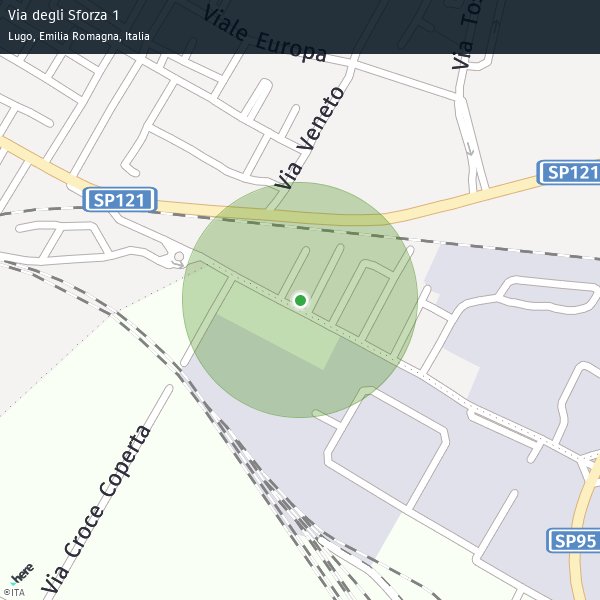 Via degli Sforza 1
Lugo, Emilia Romagna, Italia
Viale Europa
Via Tos
Via Veneto
SP121
SP121
Via Croce Coperta
SP95
here
©ITA